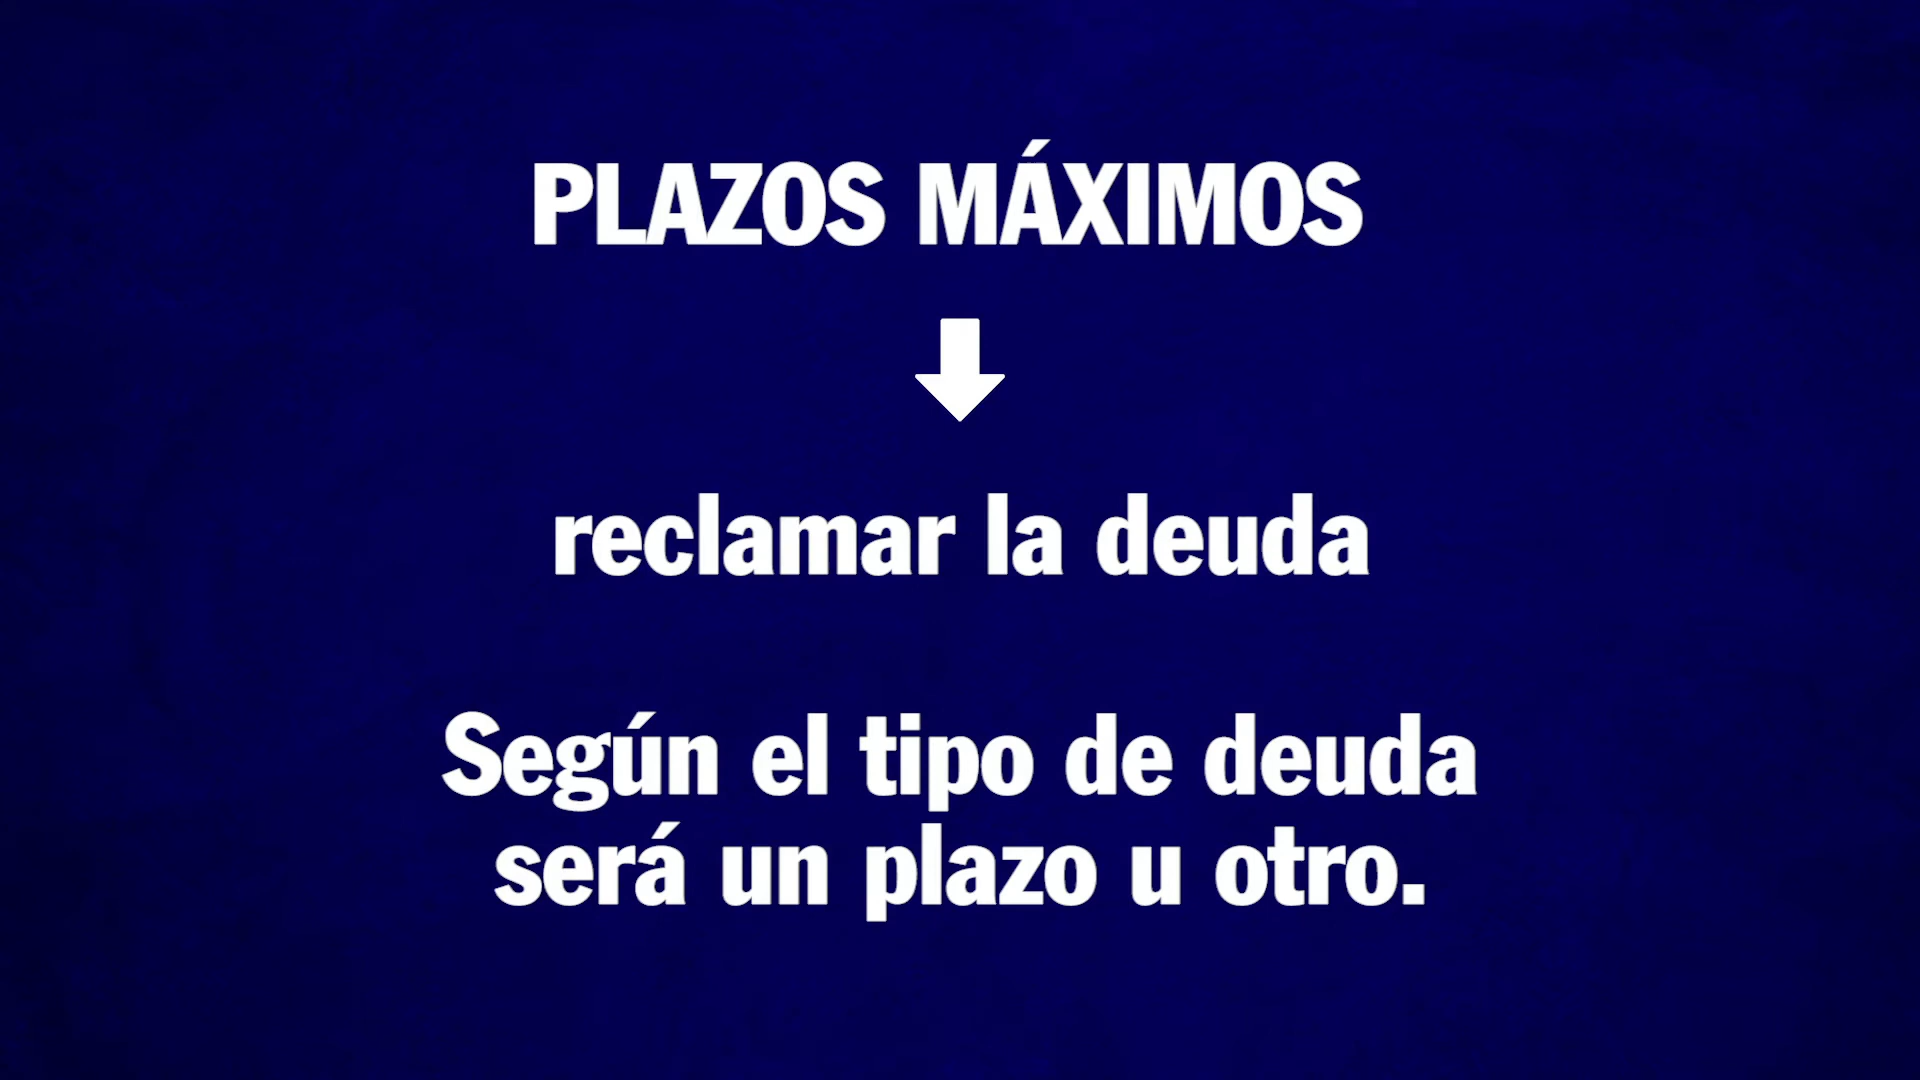 PLAZOS MÁXIMOS
reclamar la deuda
Según el tipo de deuda
será un plazo u otro.